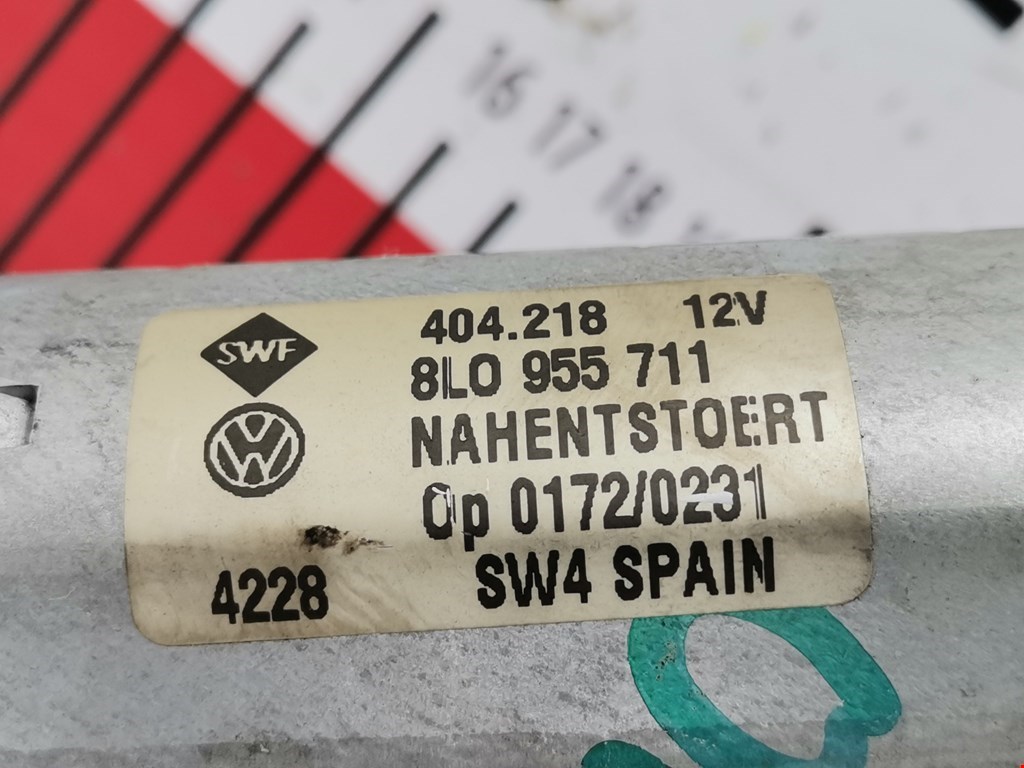 16 17 18
SWF
404.218 12V
8L0 955 711
NAHENTSTOERT
Op 0172/0231
4228
SW4 SPAIN